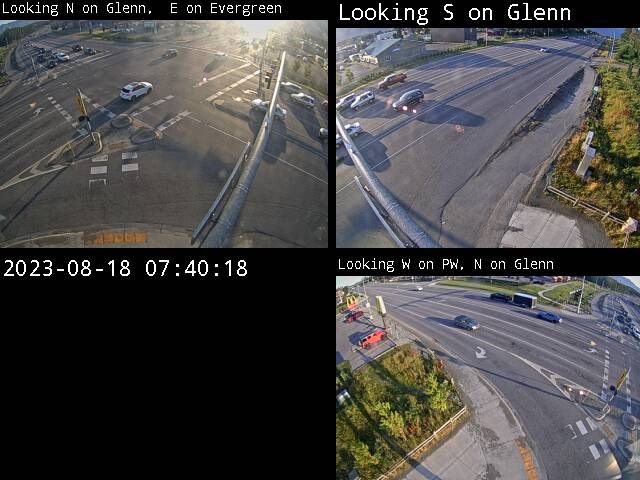 Looking N on Glenn, E on Evergreen
Looking S on Glenn
2023-08-18 07:40:18
Looking W on PW, N on Glenn